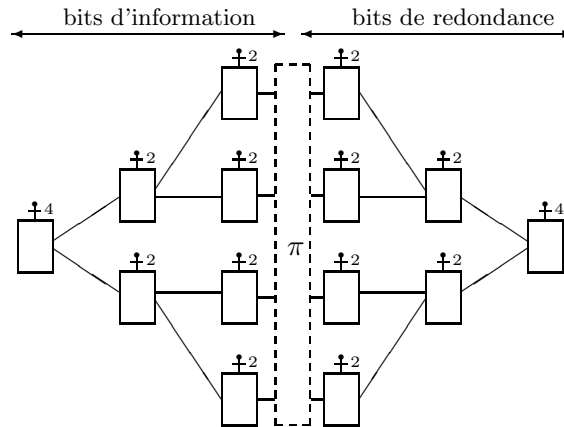 bits d'information bits de redondance
2 2
2 2 2 2
4 4
π
2 2 2 2
2 2